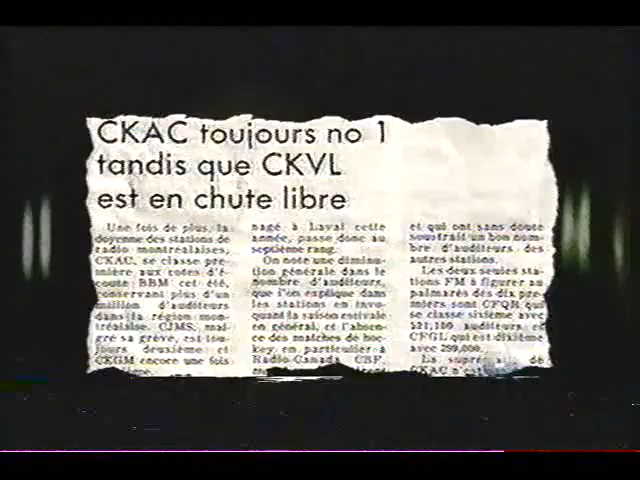 CKAC toujours no 1
tandis que CKVL
est en chute libre
Une fois de plus, la
doyenne des stations de
radio montréalaises,
CKAC, se classe pre-
mière aux cotes d'é-
coute BBM cet été,
conservant plus d'un
million d'auditeurs
dans la région mon-
tréalaise. CJMS, mal-
gré sa grève, est tou-
jours deuxième et
CKGM encore une fois
nagé à Laval cette
année, passe donc au
septième rang.
On note une diminu-
tion générale dans le
nombre d'auditeurs,
que l'on explique dans
les stations en invo-
quant la saison estivale
en général, et l'absen-
ce des matches de hoc-
key, en particulier à
Radio-Canada CBF,
et qui ont sans doute
soustrait un bon nom-
bre d'auditeurs des
autres stations.
Les deux seules sta-
tions FM à figurer au
palmarès des dix pre-
miers sont CFQR qui
se classe sixième avec
521,100 auditeurs et
CFGL qui est dixième
avec 299,000.
La de
CKAC n'est